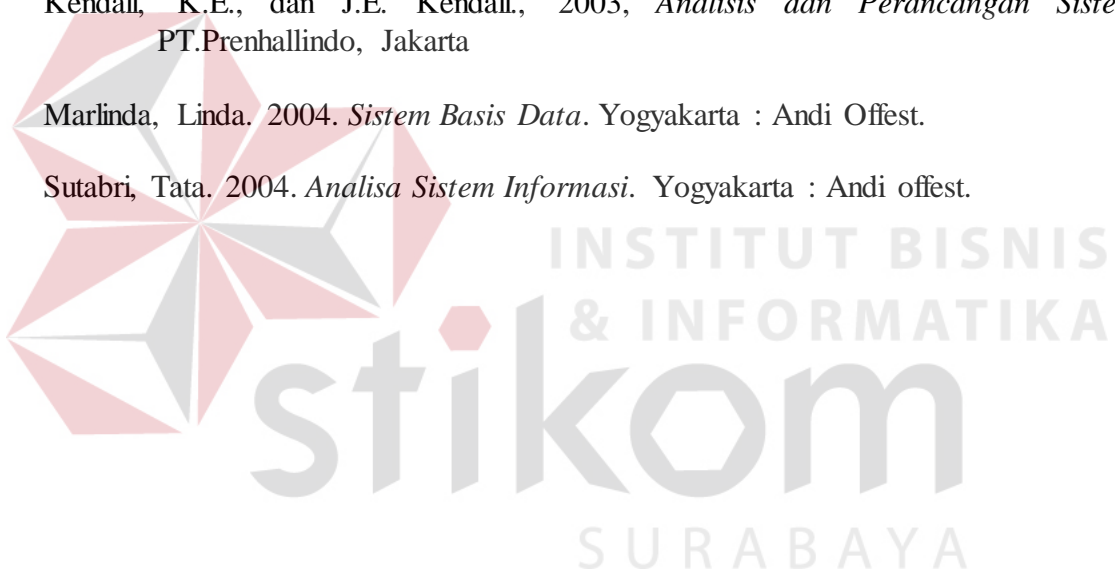 Kendall, K.E., dan J.E. Kendall., 2003, Analisis dan Perancangan Siste
PT.Prenhallindo, Jakarta
Marlinda, Linda. 2004. Sistem Basis Data. Yogyakarta : Andi Offest.
Sutabri, Tata. 2004. Analisa Sistem Informasi. Yogyakarta : Andi offest.
INSTITUT BISNIS
& INFORMATIKA
stikom
SURABAYA